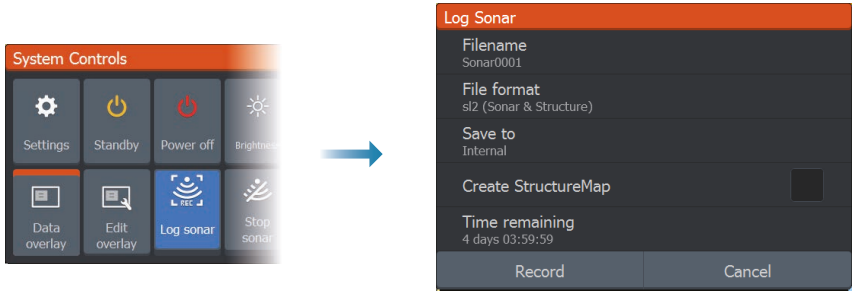 System Controls
Settings
Standby
Power off
Brightness
Data
overlay
Edit
overlay
REC
Log sonar
Stop
sonar
Log Sonar
Filename
Sonar0001
File format
sl2 (Sonar & Structure)
Save to
Internal
Create StructureMap
Time remaining
4 days 03:59:59
Record
Cancel